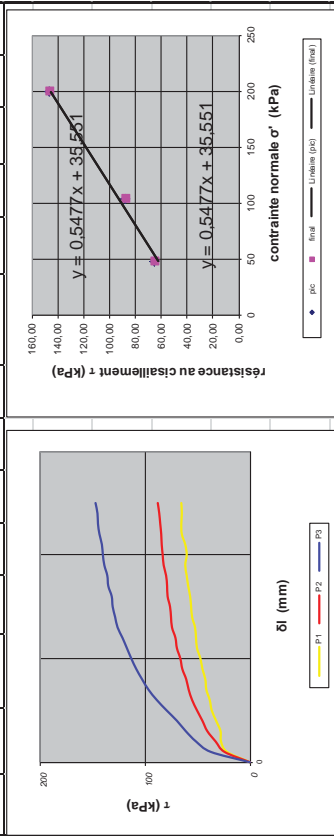 160,00
140,00
120,00
100,00
80,00
60,00
40,00
20,00
0,00
0
50
100
150
200
résistance au cisaillement τ (kPa)
contrainte normale σ' (kPa)
y = 0,5477x + 35,551
y = 0,5477x + 35,551
pic
final
Linéaire (pic)
Linéaire (final)
200
100
0
0
τ (kPa)
δl (mm)
P1
P2
P3